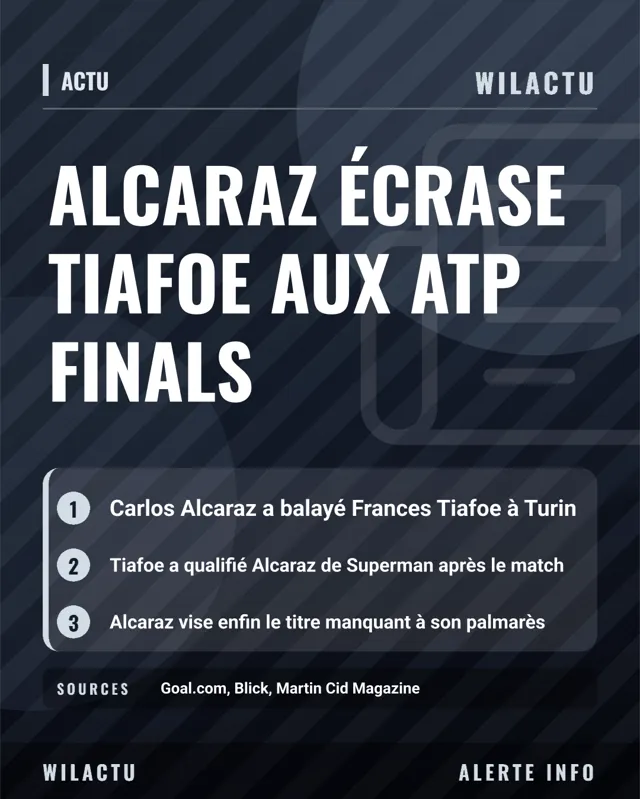 ACTU
WILACTU
ALCARAZ ÉCRASE
TIAFOE AUX ATP
FINALS
1 Carlos Alcaraz a balayé Frances Tiafoe à Turin
2 Tiafoe a qualifié Alcaraz de Superman après le match
3 Alcaraz vise enfin le titre manquant à son palmarès
SOURCES Goal.com, Blick, Martin Cid Magazine
WILACTU
ALERTE INFO